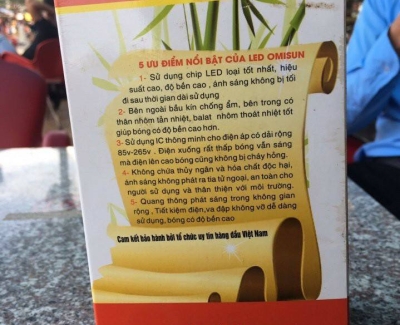 5 ƯU ĐIỂM NỔI BẬT CỦA LED OMISUN
1- Sử dụng chip LED loại tốt nhất, hiệu
suất cao, độ bền cao , ánh sáng không bị tối
đi sau thời gian dài sử dụng
2- Bên ngoài bầu kín chống ẩm, bên trong có
thân nhôm tản nhiệt, balat nhôm thoát nhiệt tốt
giúp bóng có độ bền cao hơn.
3- Sử dụng IC thông minh cho điện áp có dải rộng
85v-265v . Điện xuống rất thấp bóng vẫn sáng
mà điện lên cao bóng cũng không bị cháy hỏng.
4- Không chứa thủy ngân và hóa chất độc hại,
ánh sáng không phát ra tia tử ngoại, an toàn cho
người sử dụng và thân thiện với môi trường.
5- Quang thông phát sáng trong không gian
rộng , Tiết kiệm điện,va đập không vỡ dễ dàng
sử dụng, bóng có độ bền cao
Cam kết bảo hành bởi tổ chức uy tín hàng đầu Việt Nam